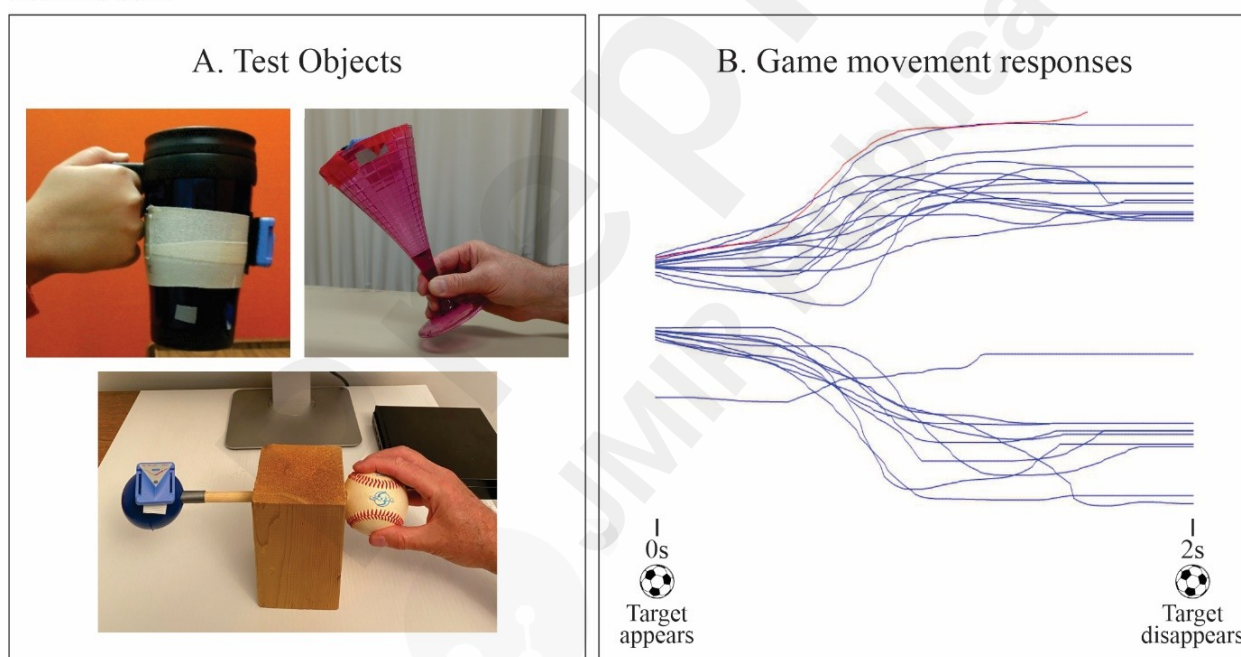 A. Test Objects
B. Game movement responses
0s
Target
appears
2s
Target
disappears